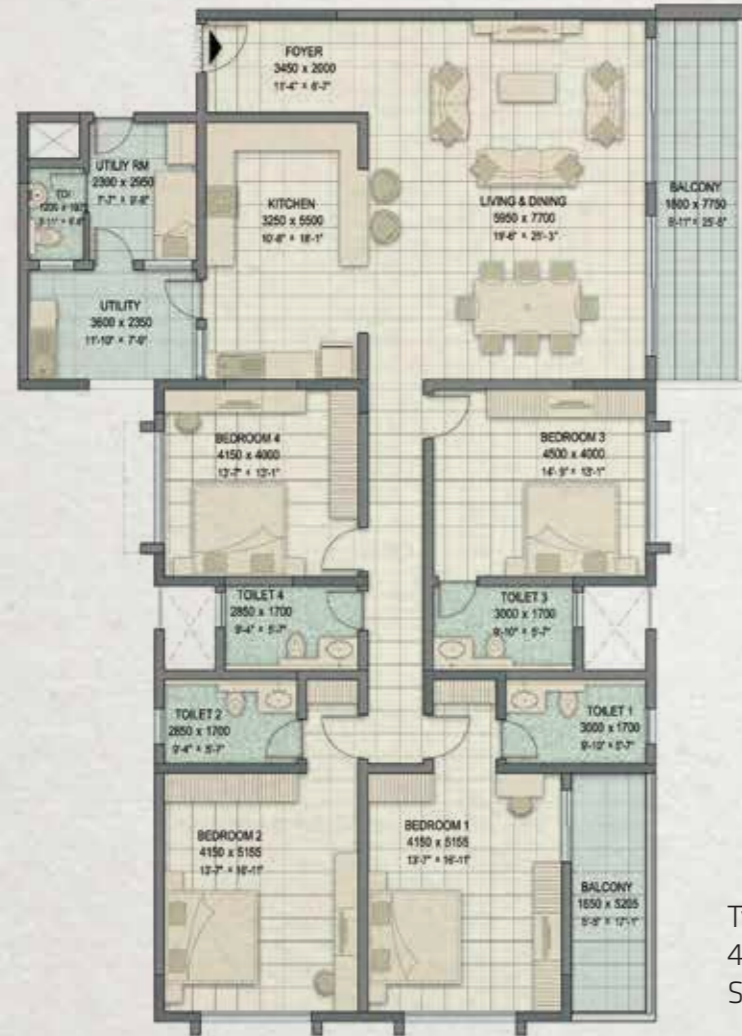 FOYER
3450 x 2000
11'-4" x 6'-7"
UTILIY RM
2300 x 2950
7'-7" x 9'-8"
KITCHEN
3250 x 5500
10'-8" x 18'-1"
LIVING & DINING
5950 x 7700
19'-6" x 25'-3"
BALCONY
1800 x 7750
5'-11" x 25'-5"
UTILITY
3600 x 2350
11'-10" x 7'-9"
BEDROOM 4
4150 x 4000
13'-7" x 13'-1"
BEDROOM 3
4500 x 4000
14'-9" x 13'-1"
TOILET 4
2850 x 1700
9'-4" x 5'-7"
TOILET 3
3000 x 1700
9'-10" x 5'-7"
TOILET 2
2850 x 1700
9'-4" x 5'-7"
TOILET 1
3000 x 1700
9'-10" x 5'-7"
BEDROOM 2
4150 x 5155
13'-7" x 16'-11"
BEDROOM 1
4150 x 5155
13'-7" x 16'-11"
BALCONY
1650 x 5205
5'-5" x 17'-1"
4
S